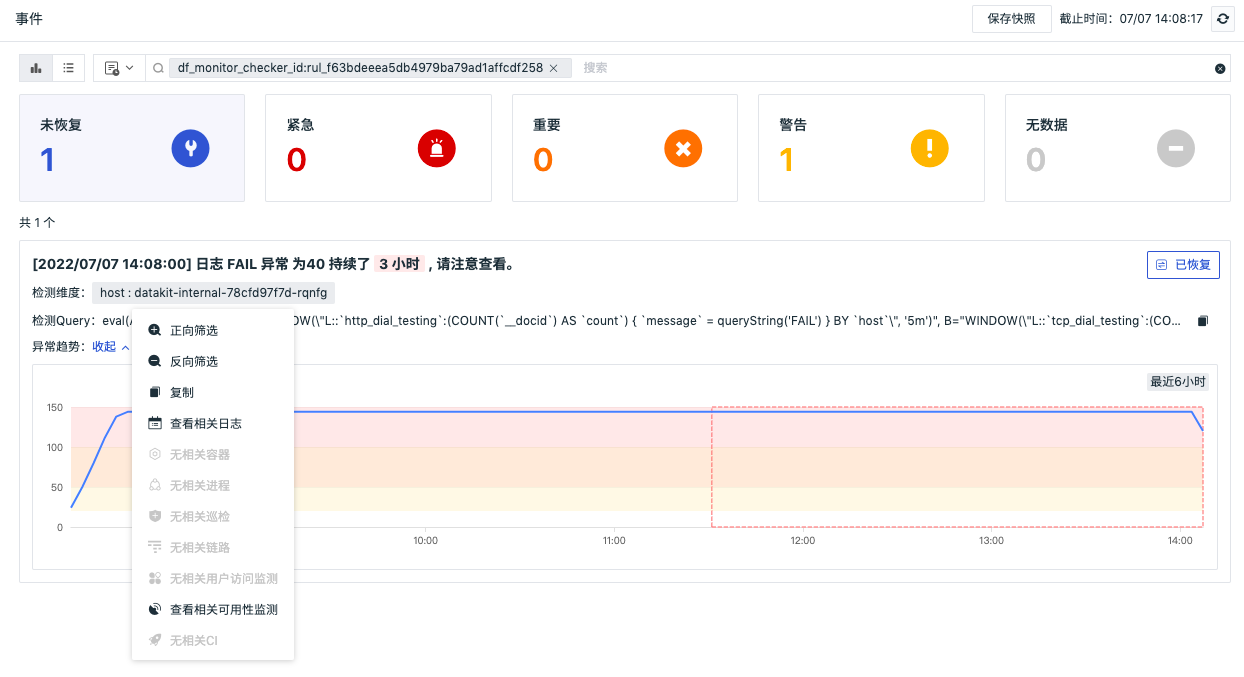 事件
保存快照
截止时间：07/07 14:08:17
df_monitor_checker_id:rul_f63bdeeea5db4979ba79ad1affcdf258
搜索
未恢复
1
紧急
0
重要
0
警告
1
无数据
0
共 1 个
[2022/07/07 14:08:00] 日志 FAIL 异常 为40 持续了 3 小时 , 请注意查看。
已恢复
检测维度：
host : datakit-internal-78cfd97f7d-rqnfg
检测Query：eval(
DOW(\"L::`http_dial_testing`:(COUNT(`__docid`) AS `count`) { `message` = queryString('FAIL') } BY `host`\", '5m')", B="WINDOW(\"L::`tcp_dial_testing`:(CO...
异常趋势：收起
最近6小时
150
100
50
0
10:00
11:00
12:00
13:00
14:00
正向筛选
反向筛选
复制
查看相关日志
无相关容器
无相关进程
无相关巡检
无相关链路
无相关用户访问监测
查看相关可用性监测
无相关CI